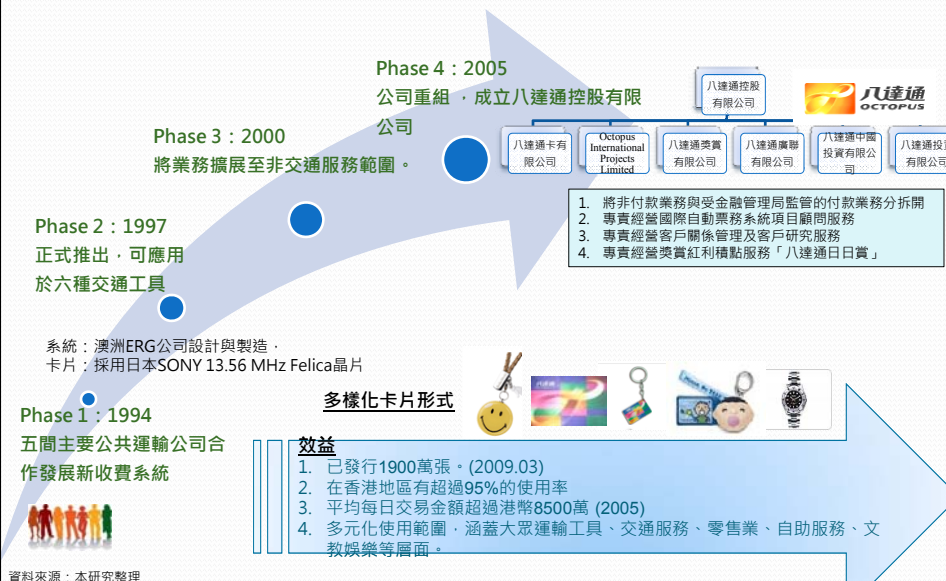 Phase 4：2005
公司重組 ，成立八達通控股有限
公司
八達通控股
有限公司
八達通
OCTOPUS
八達通卡有
限公司
Octopus
International
Projects
Limited
八達通獎賞
有限公司
八達通廣聯
有限公司
八達通中國
投資有限公
司
八達通投資
有限公司
Phase 3：2000
將業務擴展至非交通服務範圍。
1. 將非付款業務與受金融管理局監管的付款業務分拆開
2. 專責經營國際自動票務系統項目顧問服務
3. 專責經營客戶關係管理及客戶研究服務
4. 專責經營獎賞紅利積點服務「八達通日日賞」
Phase 2：1997
正式推出，可應用
於六種交通工具
系統：澳洲ERG公司設計與製造，
卡片：採用日本SONY 13.56 MHz Felica晶片
Phase 1：1994
五間主要公共運輸公司合
作發展新收費系統
多樣化卡片形式
八達通
效益
1. 已發行1900萬張。(2009.03)
2. 在香港地區有超過95%的使用率
3. 平均每日交易金額超過港幣8500萬 (2005)
4. 多元化使用範圍，涵蓋大眾運輸工具、交通服務、零售業、自助服務、文
教娛樂等層面。
資料來源：本研究整理